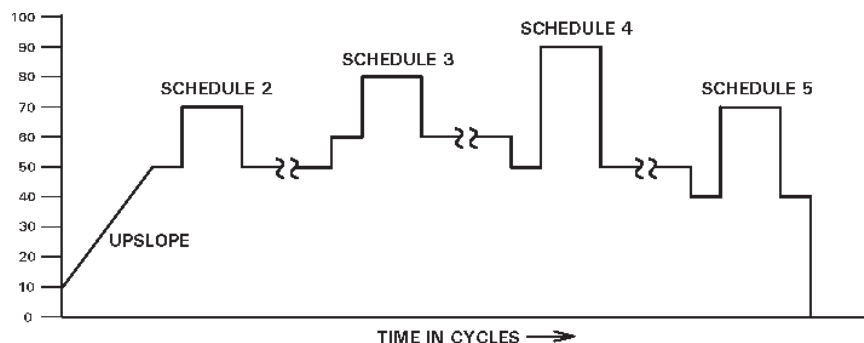 100
90
80
70
60
50
40
30
20
10
0
SCHEDULE 2
SCHEDULE 3
SCHEDULE 4
SCHEDULE 5
UPSLOPE
TIME IN CYCLES